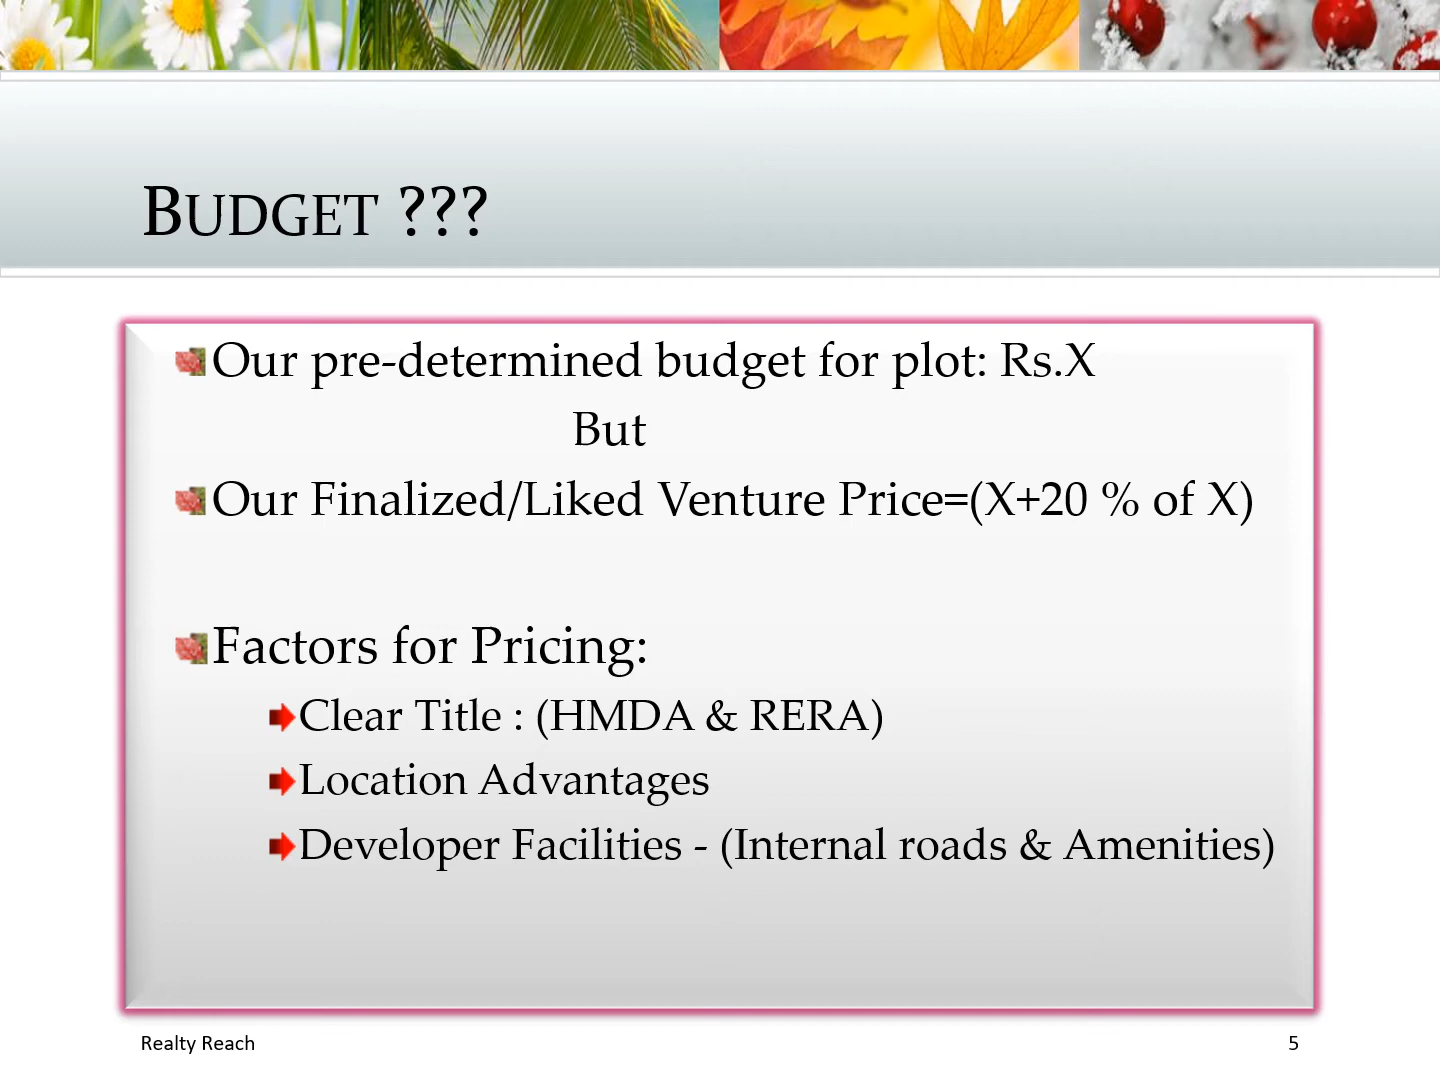 BUDGET ???
Our pre-determined budget for plot: Rs.X
But
Our Finalized/Liked Venture Price=(X+20 % of X)
Factors for Pricing:
Clear Title : (HMDA & RERA)
Location Advantages
Developer Facilities - (Internal roads & Amenities)
Realty Reach
5